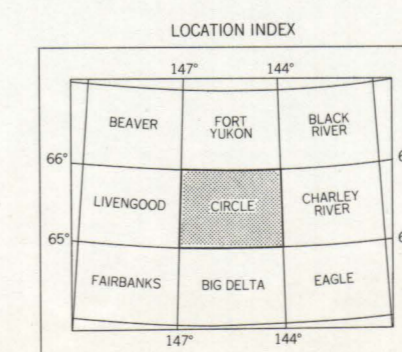 LOCATION INDEX
147° 144°
BEAVER FORT YUKON BLACK RIVER
66°
LIVENGOOD CIRCLE CHARLEY RIVER
65°
FAIRBANKS BIG DELTA EAGLE
147° 144°